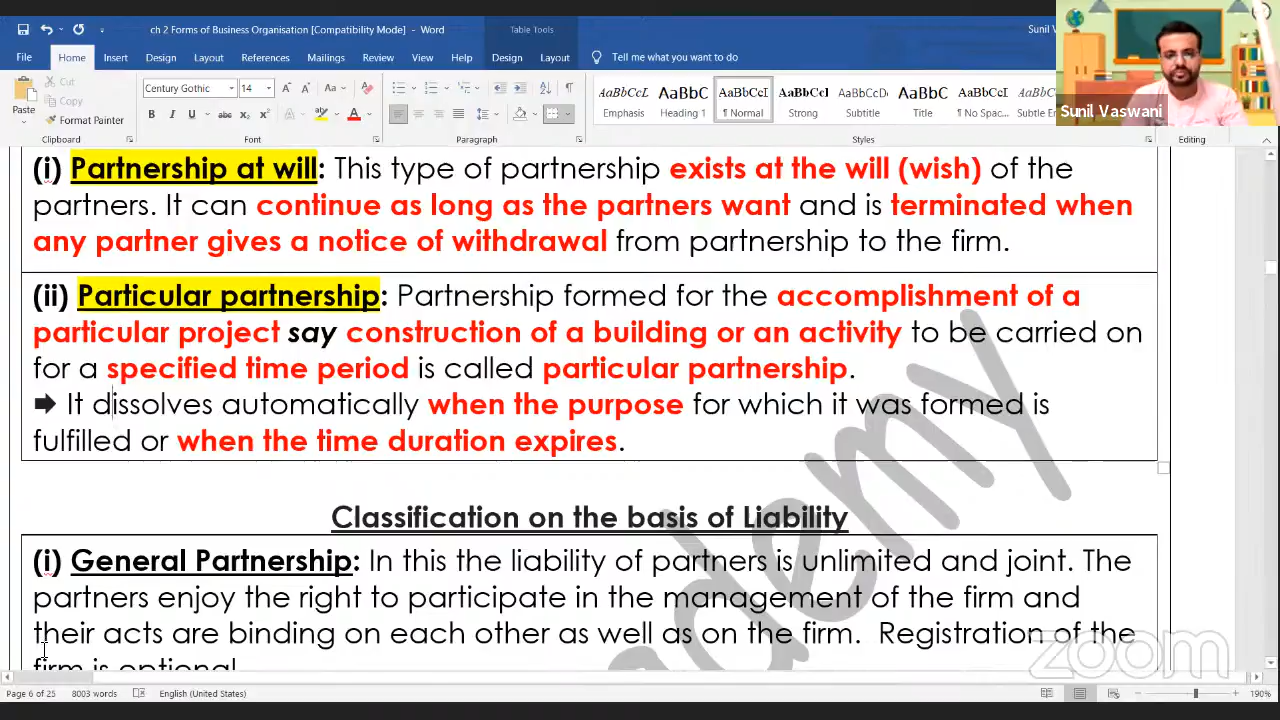 ch 2 Forms of Business Organisation [Compatibility Mode] - Word
Table Tools
Sunil V
File Home Insert Design Layout References Mailings Review View Help Design Layout Tell me what you want to do
Paste
Cut
Copy
Format Painter
Century Gothic 14
AaBbCcL AaBbC AaBbCcI AaBbCcI AaBbCcD AaBbC AaBbCcI AaBbCcD
Emphasis Heading 1 ¶ Normal Strong Subtitle Title ¶ No Spac...
Clipboard Font Paragraph Styles Editing
Sunil Vaswani
(i) Partnership at will: This type of partnership exists at the will (wish) of the
partners. It can continue as long as the partners want and is terminated when
any partner gives a notice of withdrawal from partnership to the firm.
(ii) Particular partnership: Partnership formed for the accomplishment of a
particular project say construction of a building or an activity to be carried on
for a specified time period is called particular partnership.
➡ It dissolves automatically when the purpose for which it was formed is
fulfilled or when the time duration expires.
Classification on the basis of Liability
(i) General Partnership: In this the liability of partners is unlimited and joint. The
partners enjoy the right to participate in the management of the firm and
their acts are binding on each other as well as on the firm. Registration of the
firm is optional
demy
zoom
Page 6 of 25 8003 words English (United States) 190%